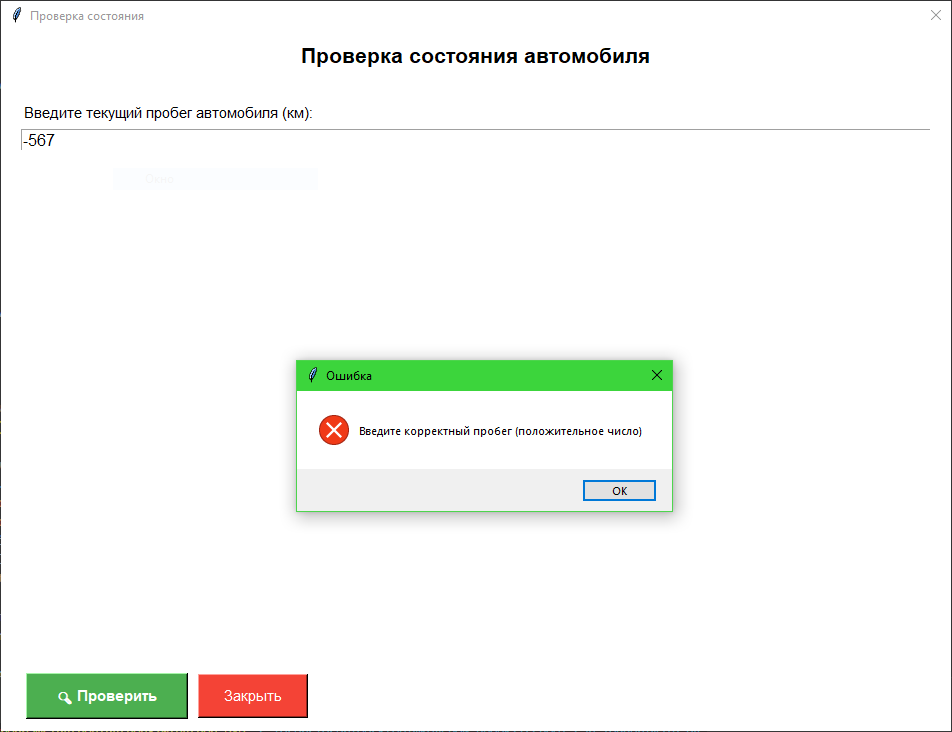 Проверка состояния
Проверка состояния автомобиля
Введите текущий пробег автомобиля (км):
-567
Окно
Ошибка
Введите корректный пробег (положительное число)
OK
Проверить
Закрыть